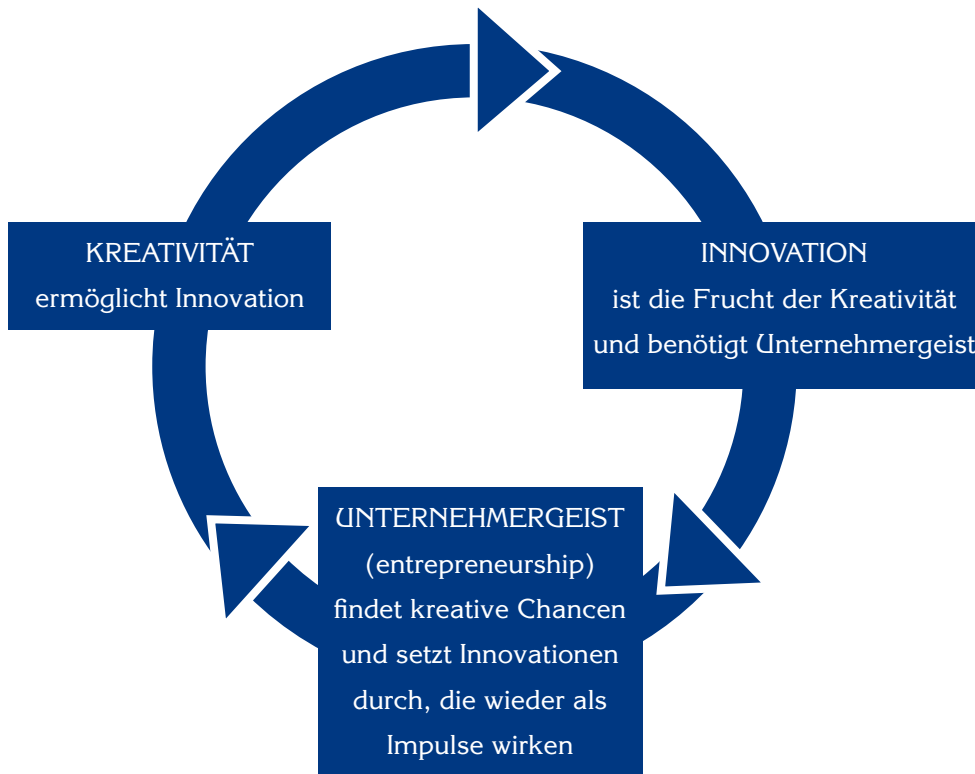 KREATIVITÄT
ermöglicht Innovation
INNOVATION
ist die Frucht der Kreativität
und benötigt Unternehmergeist
UNTERNEHMERGEIST
(entrepreneurship)
findet kreative Chancen
und setzt Innovationen
durch, die wieder als
Impulse wirken